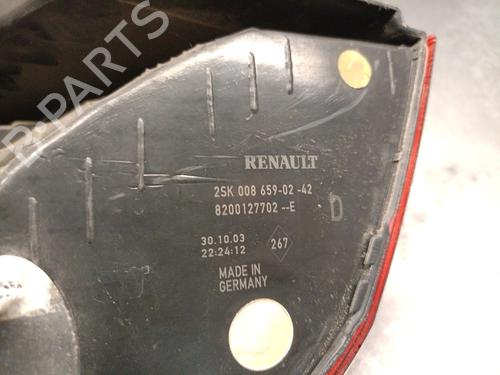 B-PARTS
RENAULT
2SK 008 659-02 -42
8200127702--E
D
30.10.03
22:24:12
267
MADE IN
GERMANY